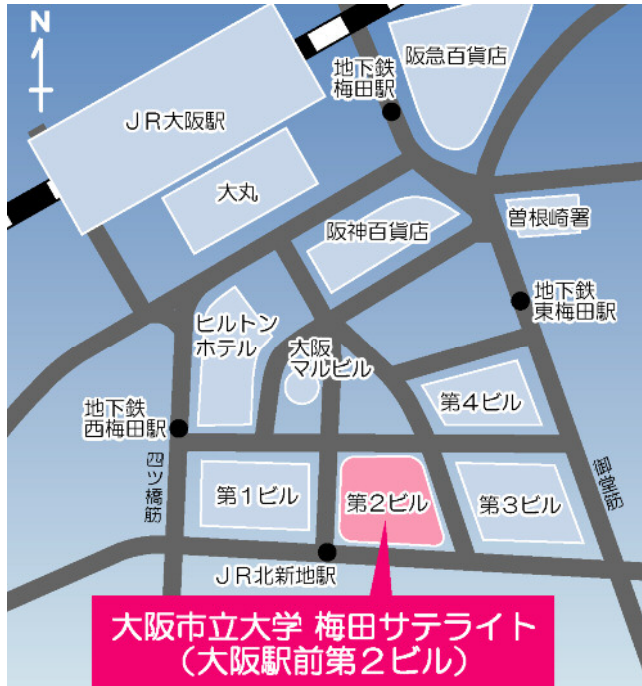 N
阪急百貨店
地下鉄
梅田駅
JR大阪駅
大丸
阪神百貨店
曽根崎署
地下鉄
東梅田駅
ヒルトン
ホテル
大阪
マルビル
第4ビル
地下鉄
西梅田駅
四ツ橋筋
第1ビル
第2ビル
第3ビル
御堂筋
JR北新地駅
大阪市立大学 梅田サテライト
（大阪駅前第2ビル）